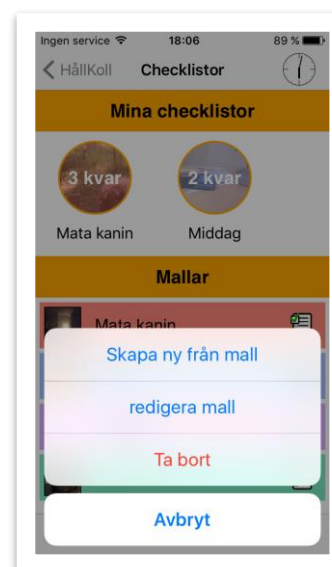 Ingen service 18:06 89 %
HållKoll Checklistor
Mina checklistor
3 kvar 2 kvar
Mata kanin Middag
Mallar
Mata kanin
Skapa ny från mall
redigera mall
Ta bort
Avbryt